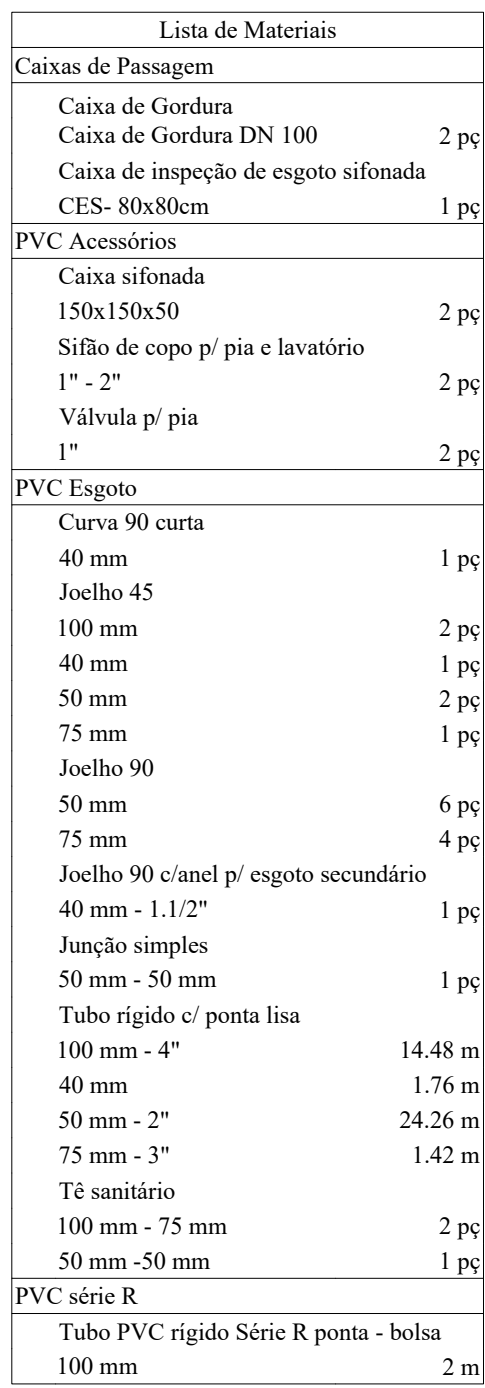 Lista de Materiais
Caixas de Passagem
Caixa de Gordura
Caixa de Gordura DN 100 2 pç
Caixa de inspeção de esgoto sifonada
CES- 80x80cm 1 pç
PVC Acessórios
Caixa sifonada
150x150x50 2 pç
Sifão de copo p/ pia e lavatório
1" - 2" 2 pç
Válvula p/ pia
1" 2 pç
PVC Esgoto
Curva 90 curta
40 mm 1 pç
Joelho 45
100 mm 2 pç
40 mm 1 pç
50 mm 2 pç
75 mm 1 pç
Joelho 90
50 mm 6 pç
75 mm 4 pç
Joelho 90 c/anel p/ esgoto secundário
40 mm - 1.1/2" 1 pç
Junção simples
50 mm - 50 mm 1 pç
Tubo rígido c/ ponta lisa
100 mm - 4" 14.48 m
40 mm 1.76 m
50 mm - 2" 24.26 m
75 mm - 3" 1.42 m
Tê sanitário
100 mm - 75 mm 2 pç
50 mm -50 mm 1 pç
PVC série R
Tubo PVC rígido Série R ponta - bolsa
100 mm 2 m